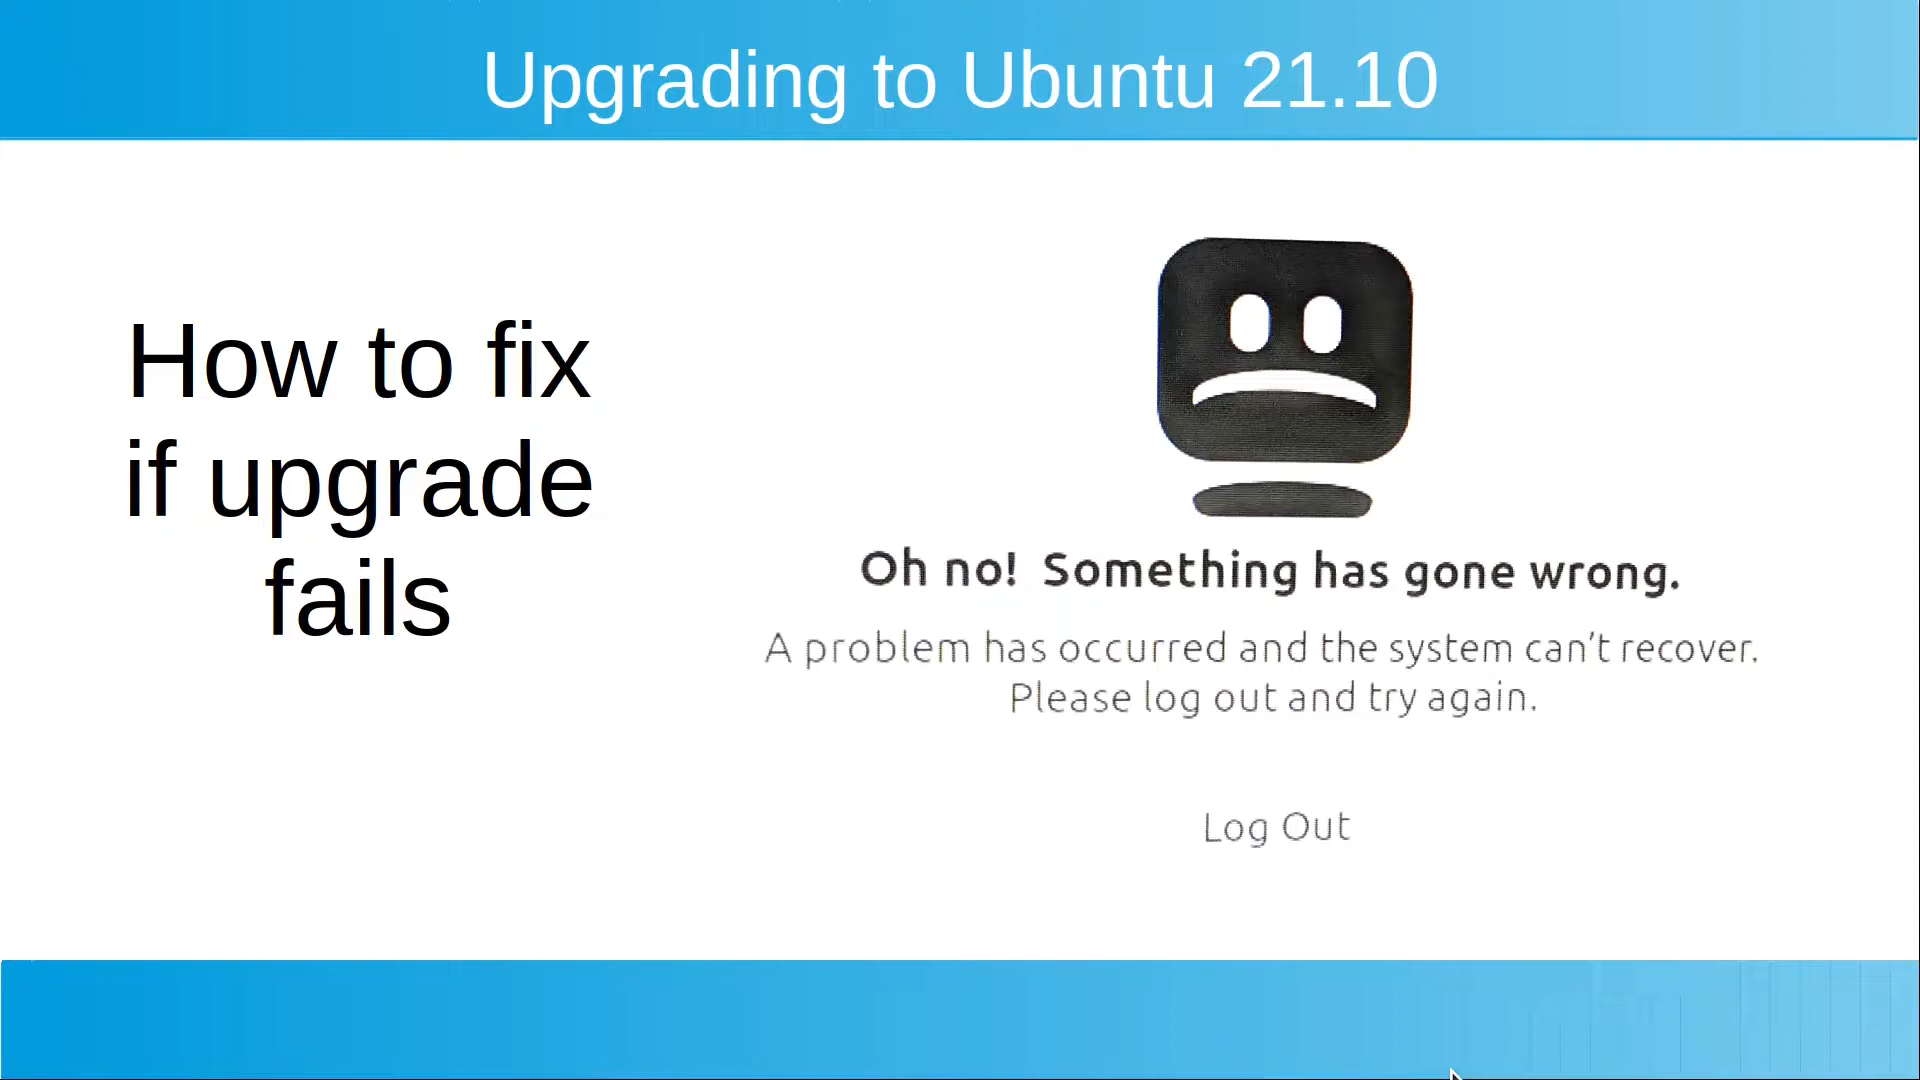 Upgrading to Ubuntu 21.10
How to fix
if upgrade
fails
Oh no!  Something has gone wrong.
A problem has occurred and the system can't recover.
Please log out and try again.
Log Out